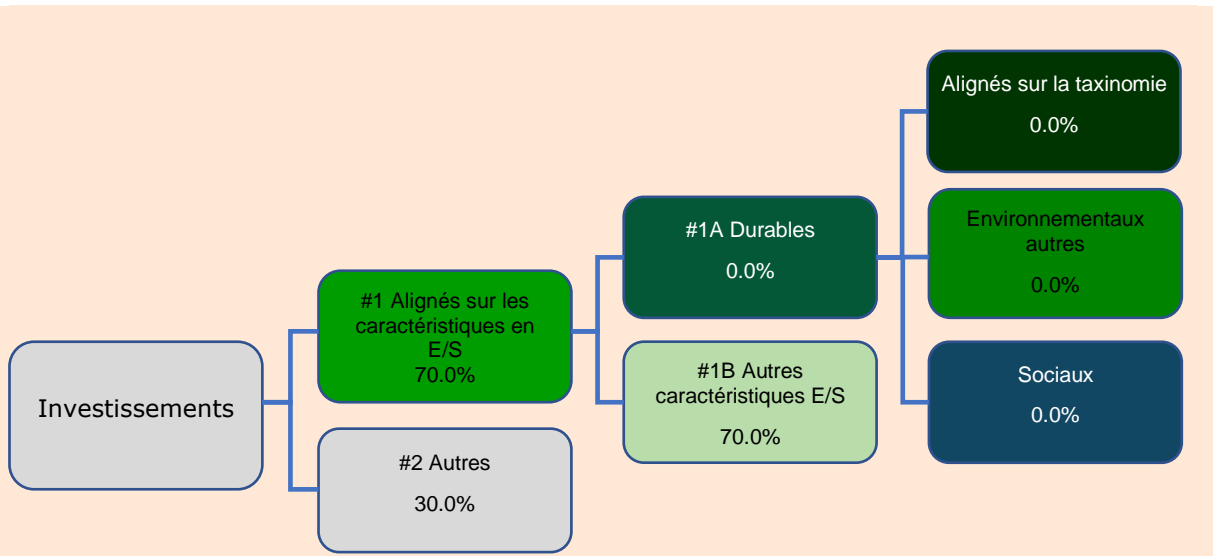 Investissements
#1 Alignés sur les
caractéristiques en
E/S
70.0%
#2 Autres
30.0%
#1A Durables
0.0%
#1B Autres
caractéristiques E/S
70.0%
Alignés sur la taxinomie
0.0%
Environnementaux
autres
0.0%
Sociaux
0.0%